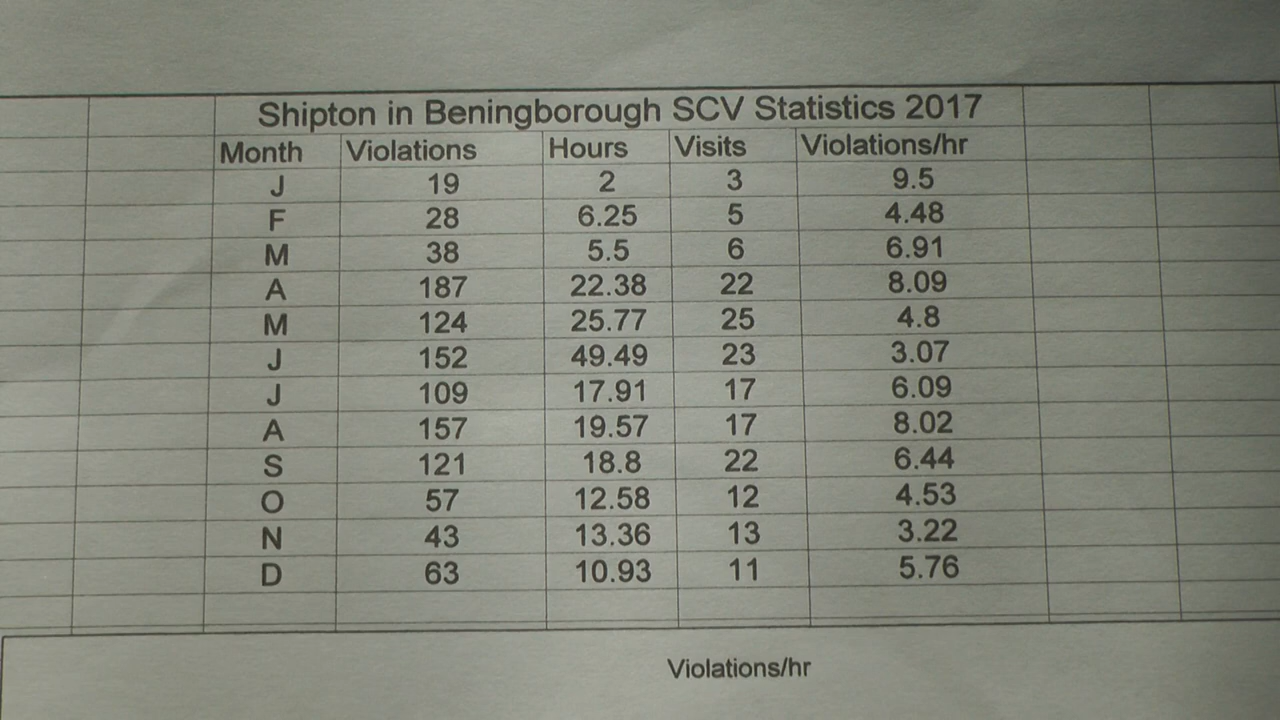 Shipton in Beningborough SCV Statistics 2017
Month Violations Hours Visits Violations/hr
J 19 2 3 9.5
F 28 6.25 5 4.48
M 38 5.5 6 6.91
A 187 22.38 22 8.09
M 124 25.77 25 4.8
J 152 49.49 23 3.07
J 109 17.91 17 6.09
A 157 19.57 17 8.02
S 121 18.8 22 6.44
O 57 12.58 12 4.53
N 43 13.36 13 3.22
D 63 10.93 11 5.76
Violations/hr